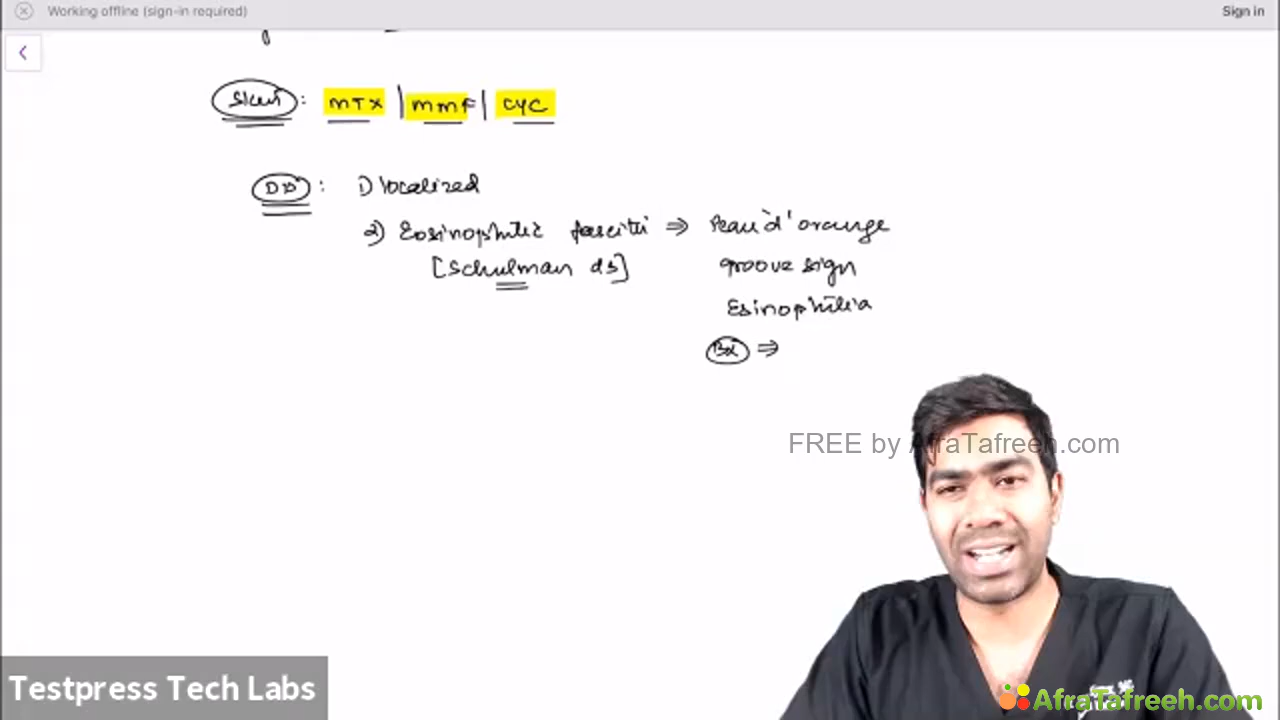 Working offline (sign-in required)
Sign in
Skin : MTX | MMF | CYC
DD : 1) localized
2) Eosinophilic fasciiti ⇒ Peau d'orange
[Schulman ds]
groove sign
Esinophilia
Bx ⇒
FREE by AfraTafreeh.com
Testpress Tech Labs
AfraTafreeh.com